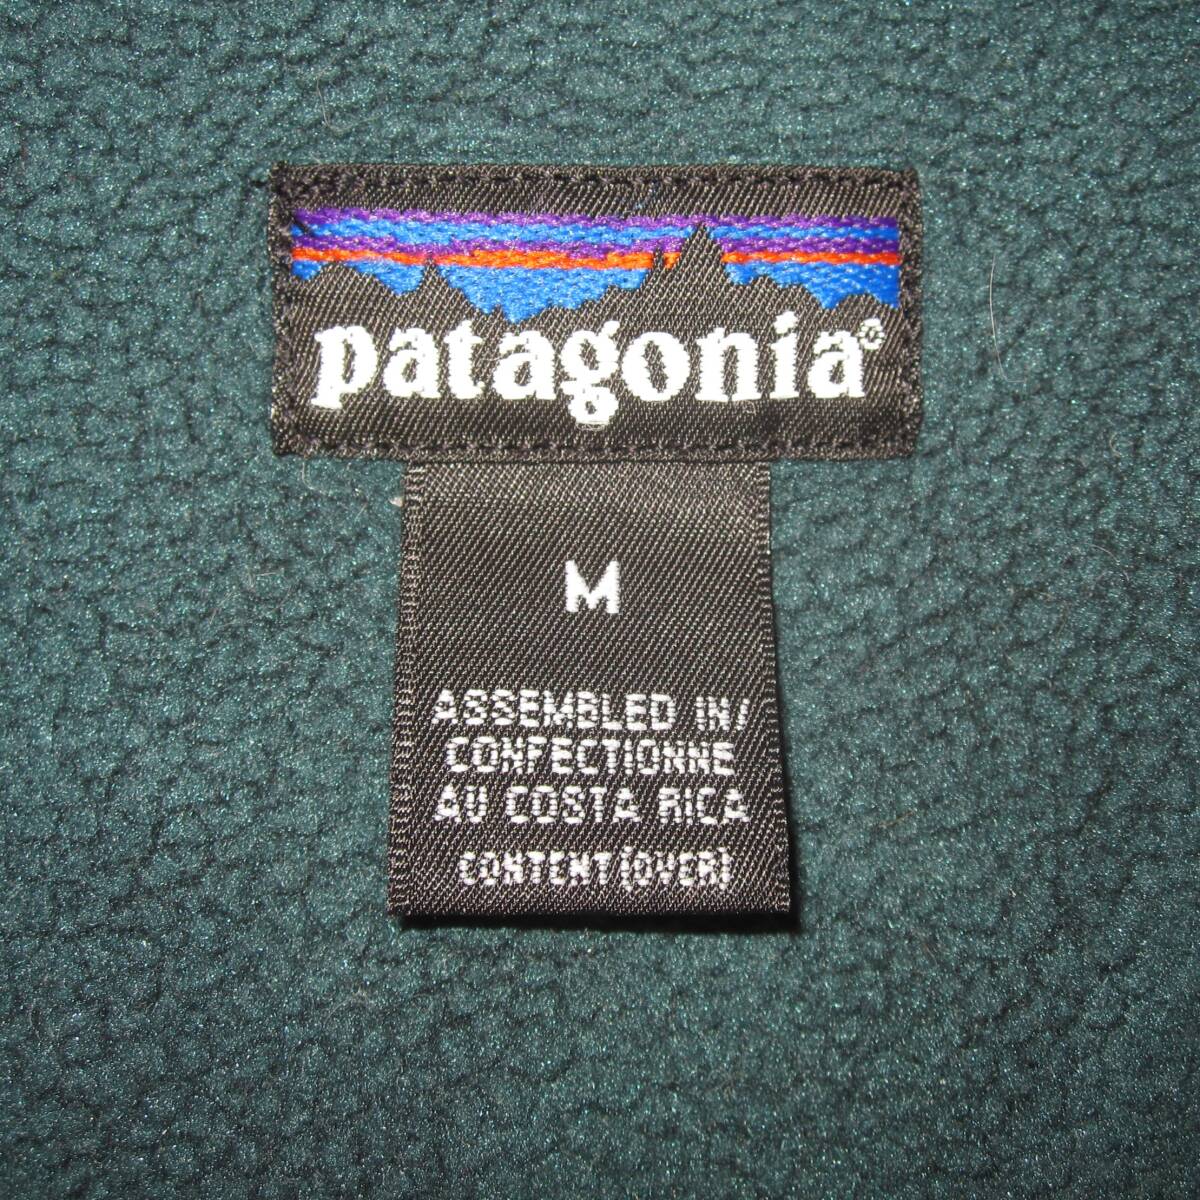 patagonia®
M
ASSEMBLED IN/
CONFECTIONNE
AU COSTA RICA
CONTENT (OVER)